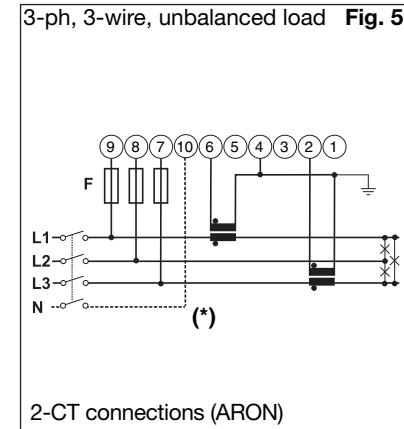 3-ph, 3-wire, unbalanced load Fig. 5
9 8 7 10 6 5 4 3 2 1
F
L1
L2
L3
N
(*)
2-CT connections (ARON)